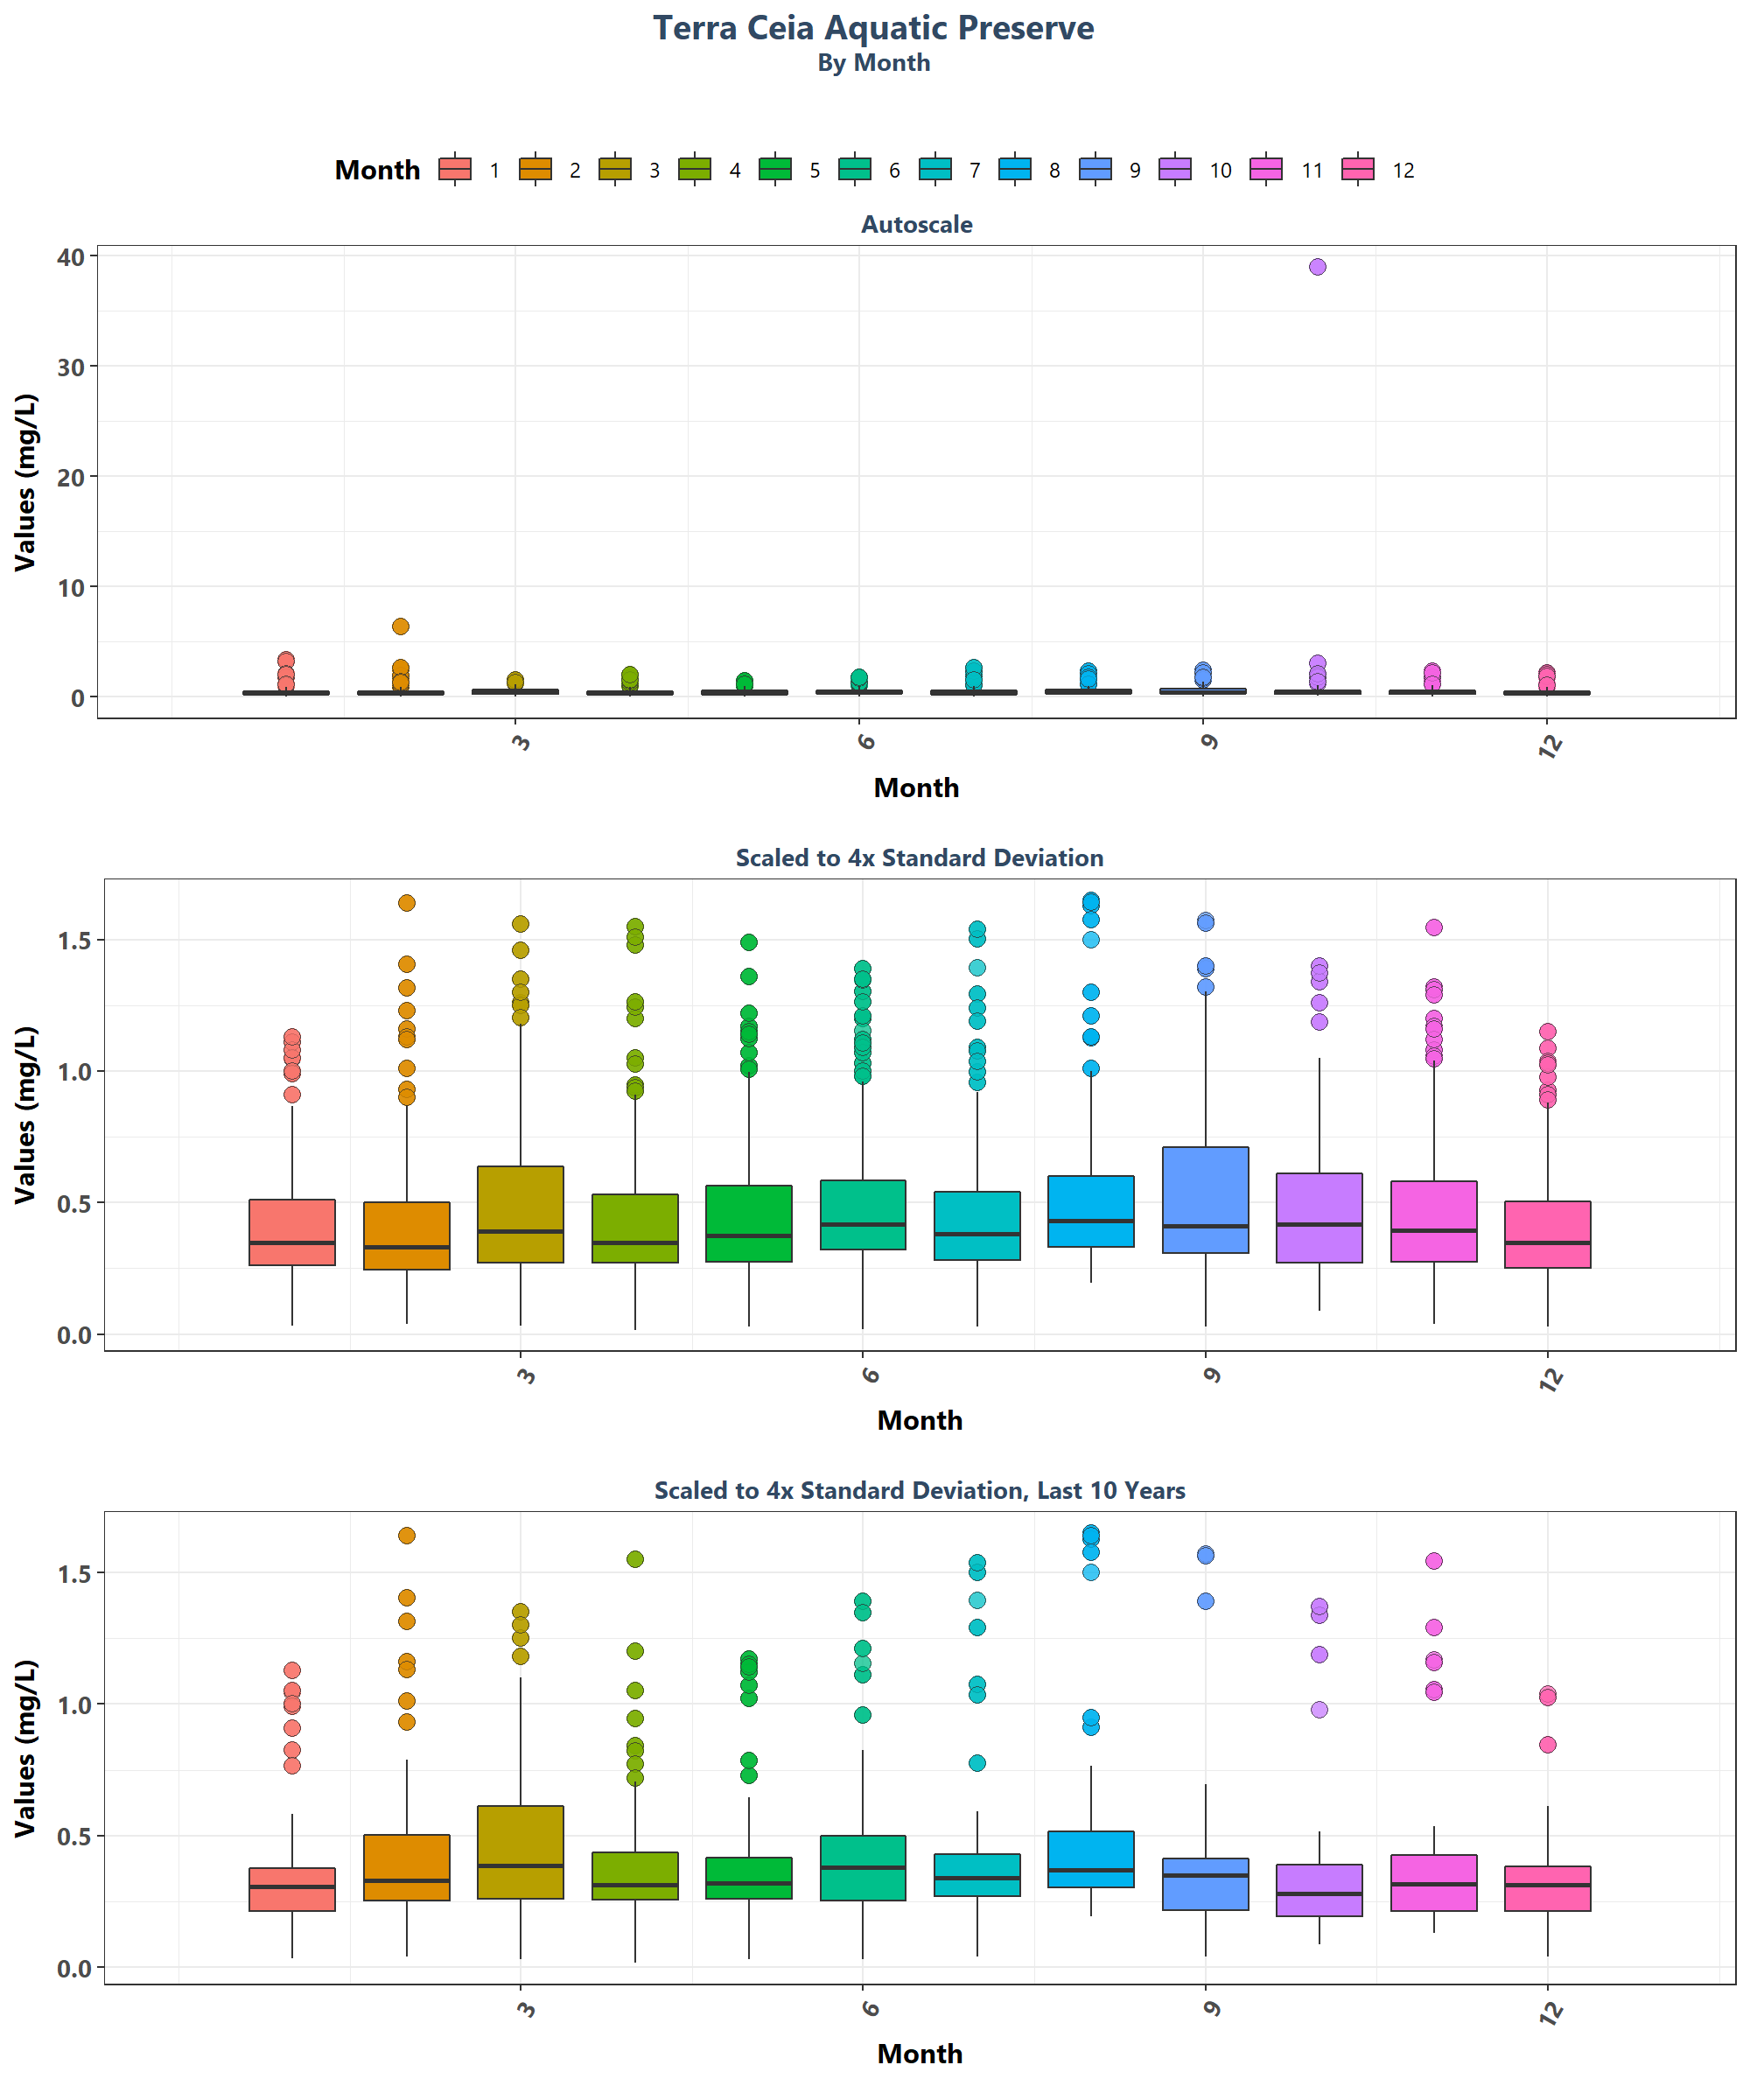 Terra Ceia Aquatic Preserve
By Month
Month 1 2 3 4 5 6 7 8 9 10 11 12
Autoscale
40
30
20
10
0
Values (mg/L)
3 6 9 12
Month
Scaled to 4x Standard Deviation
1.5
1.0
0.5
0.0
Values (mg/L)
3 6 9 12
Month
Scaled to 4x Standard Deviation, Last 10 Years
1.5
1.0
0.5
0.0
Values (mg/L)
3 6 9 12
Month